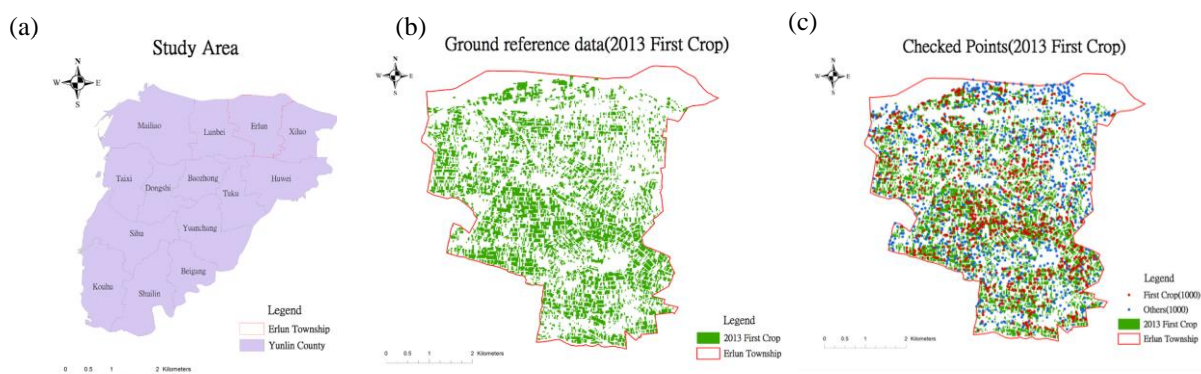 (a)
Study Area
N
W E
S
Mailiao
Lunbei
Erlun
Xiluo
Taixi
Dongshi
Baozhong
Tuku
Huwei
Sihu
Yuanchang
Beigang
Kouhu
Shuilin
Legend
Erlun Township
Yunlin County
0 0.5 1 2 Kilometers
(b)
Ground reference data(2013 First Crop)
N
W E
S
Legend
2013 First Crop
Erlun Township
0 0.5 1 2 Kilometers
(c)
Checked Points(2013 First Crop)
N
W E
S
Legend
First Crop(1000)
Others(1000)
2013 First Crop
Erlun Township
0 0.5 1 2 Kilometers